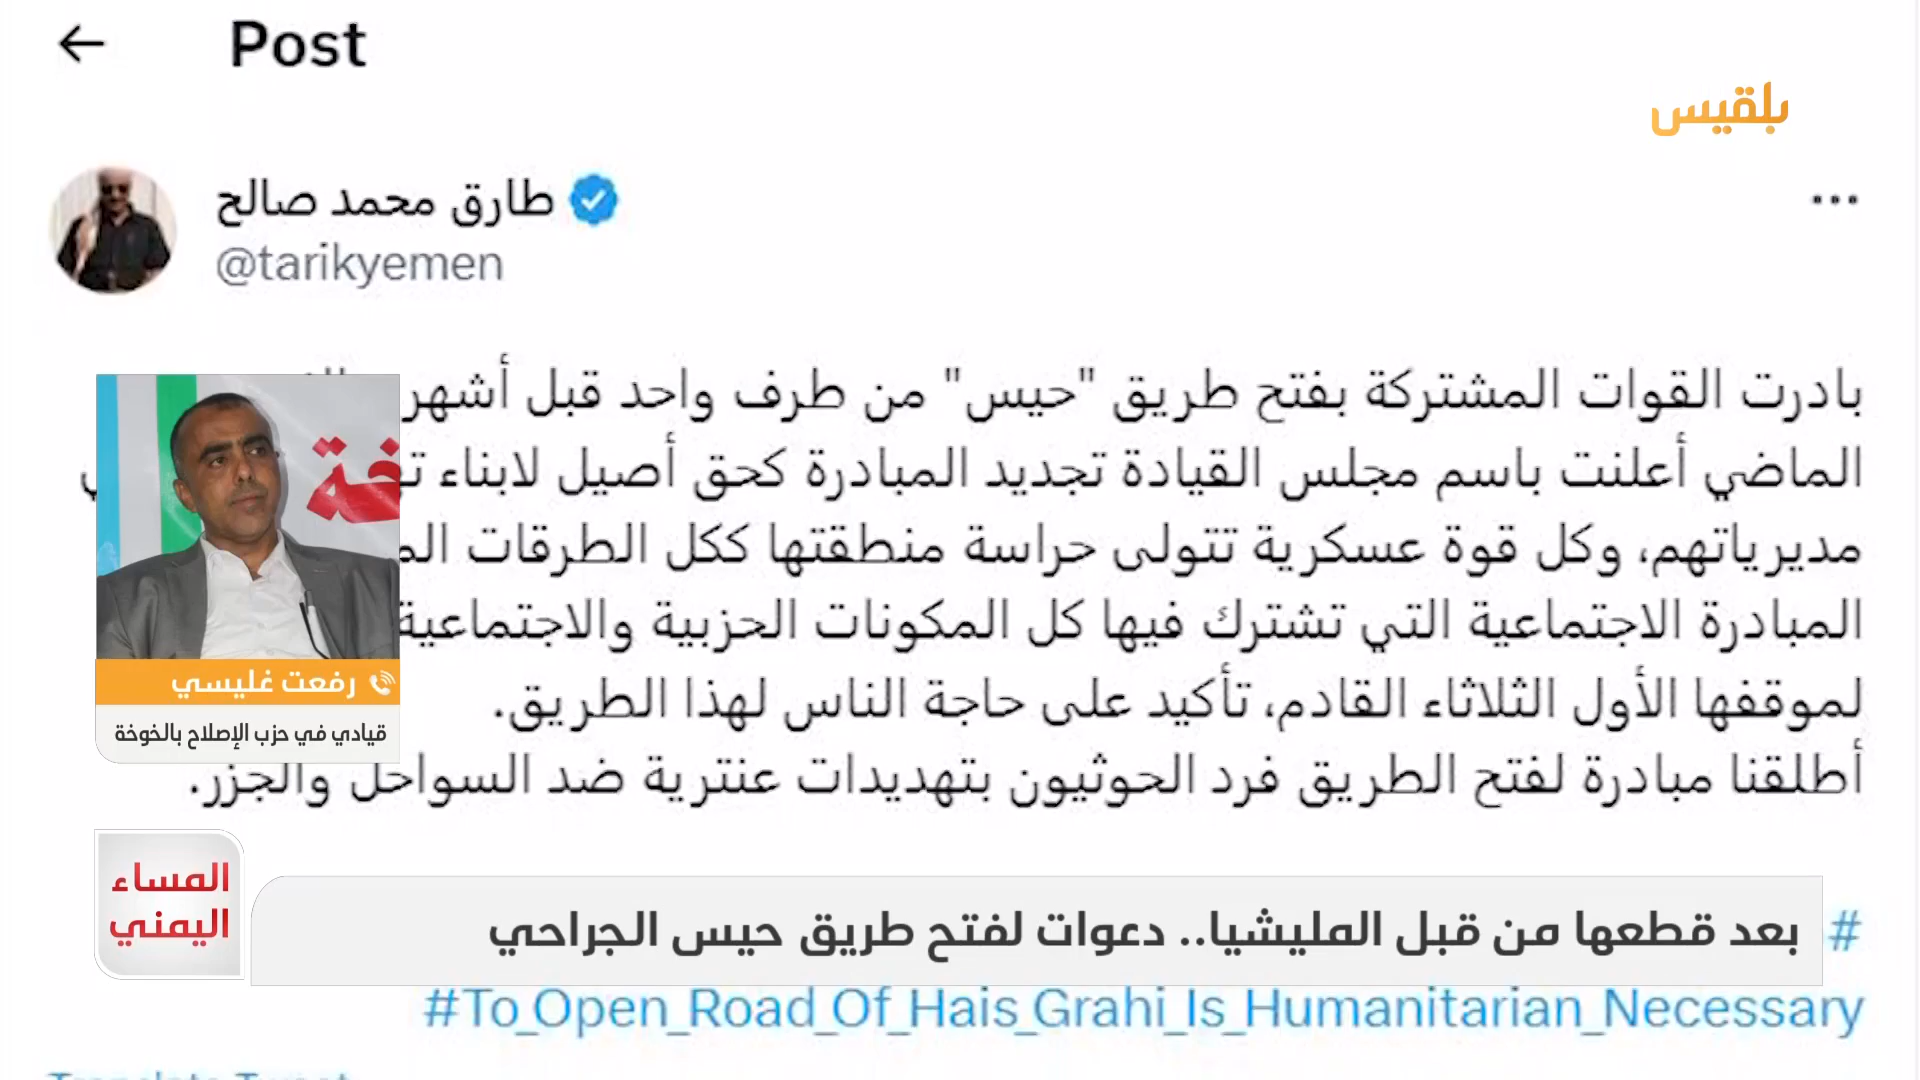 Post
بلقيس
طارق محمد صالح
@tarikyemen
بادرت القوات المشتركة بفتح طريق "حيس" من طرف واحد قبل أشهر
الماضي أعلنت باسم مجلس القيادة تجديد المبادرة كحق أصيل لابناء
مديرياتهم، وكل قوة عسكرية تتولى حراسة منطقتها ككل الطرقات
المبادرة الاجتماعية التي تشترك فيها كل المكونات الحزبية والاجتماعية
لموقفها الأول الثلاثاء القادم، تأكيد على حاجة الناس لهذا الطريق.
أطلقنا مبادرة لفتح الطريق فرد الحوثيون بتهديدات عنترية ضد السواحل والجزر.
رفعت غليسي
قيادي في حزب الإصلاح بالخوخة
المساء
اليمني
بعد قطعها من قبل المليشيا.. دعوات لفتح طريق حيس الجراحي
#
#To_Open_Road_Of_Hais_Grahi_Is_Humanitarian_Necessary